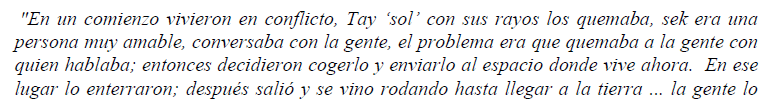 "En un comienzo vivieron en conflicto, Tay ‘sol’ con sus rayos los quemaba, sek era una
persona muy amable, conversaba con la gente, el problema era que quemaba a la gente con
quien hablaba; entonces decidieron cogerlo y enviarlo al espacio donde vive ahora.  En ese
lugar lo enterraron; después salió y se vino rodando hasta llegar a la tierra ... la gente lo